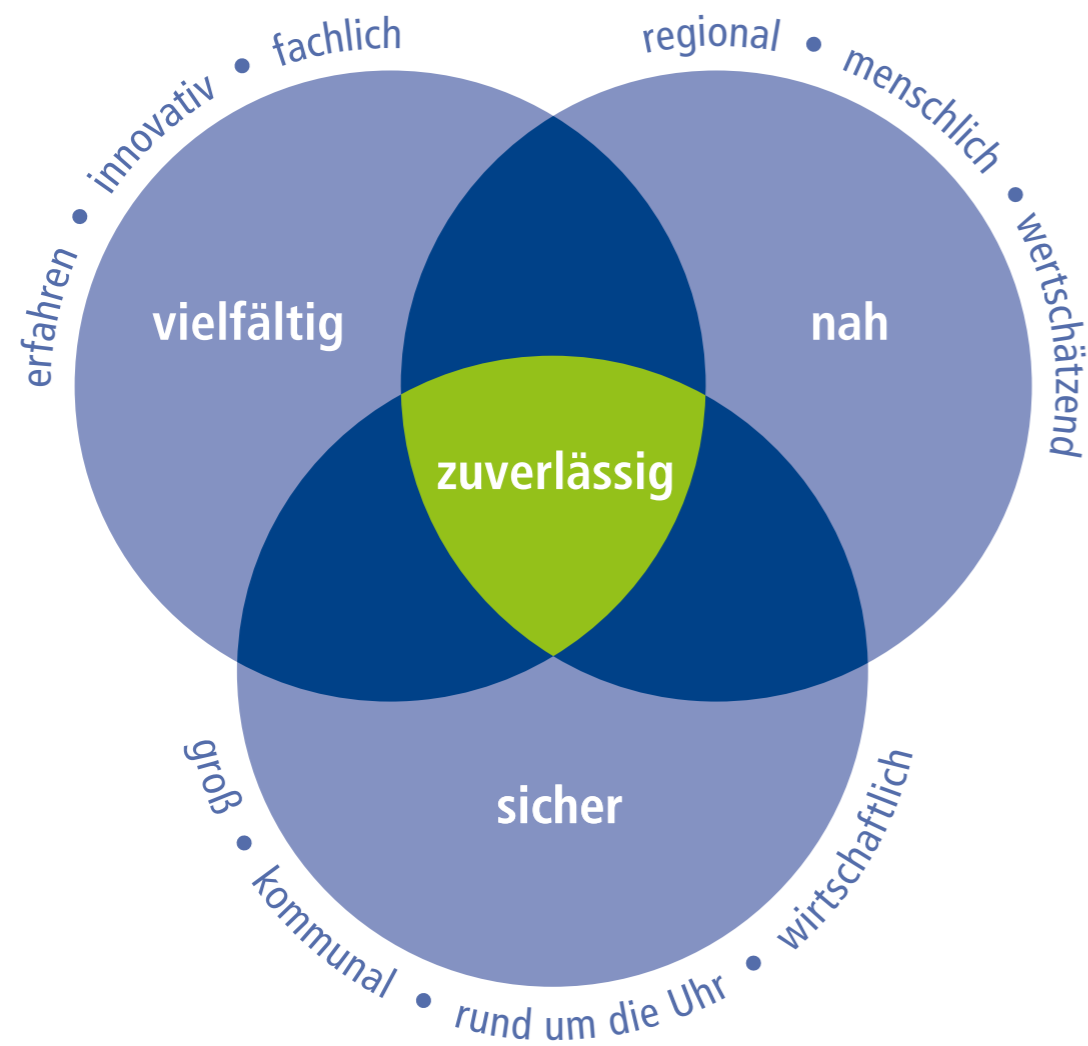 erfahren • innovativ • fachlich
regional • menschlich • wertschätzend
vielfältig
nah
zuverlässig
sicher
groß • kommunal • rund um die Uhr • wirtschaftlich